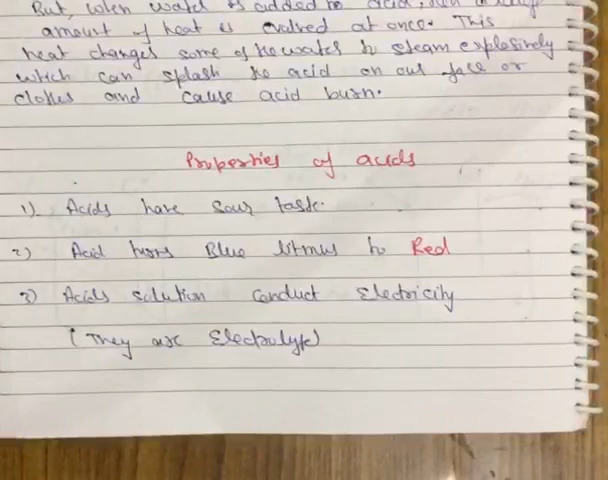 But, when water is added to acid, then a large
amount of heat is evolved at once. This
heat changes some of the water to steam explosively
which can splash the acid on our face or
clothes and cause acid burn.
Properties of acids
1) Acids have sour taste.
2) Acid turns Blue litmus to Red
3) Acids solution conduct Electricity
(They are Electrolyte)